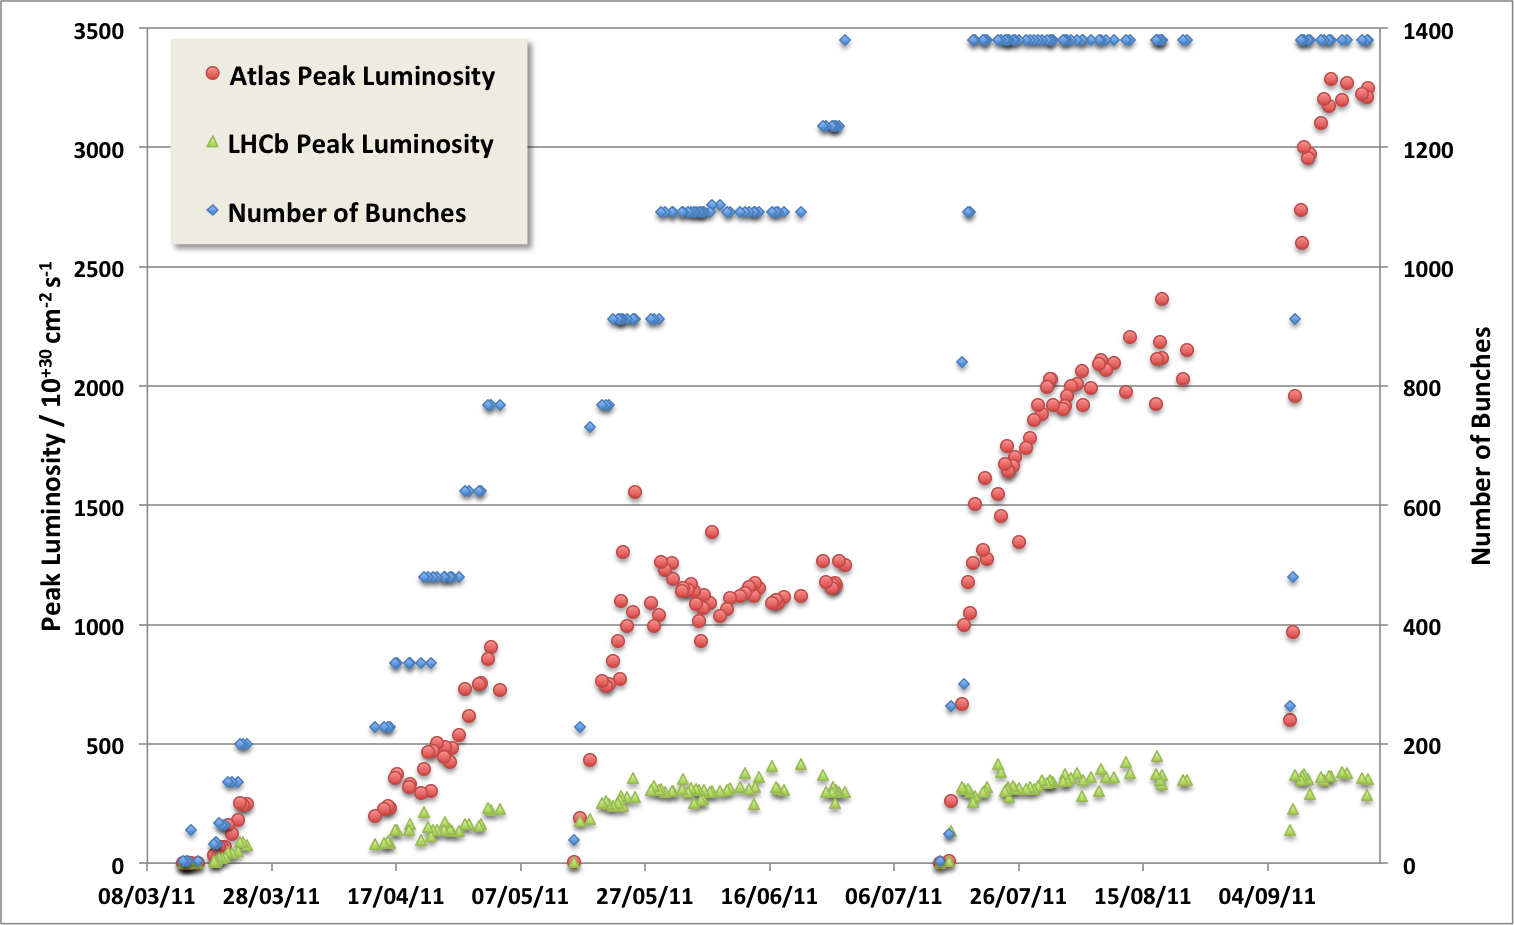 3500
3000
2500
2000
1500
1000
500
0
Peak Luminosity / 10⁺³⁰ cm⁻² s⁻¹
Atlas Peak Luminosity
LHCb Peak Luminosity
Number of Bunches
1400
1200
1000
800
600
400
200
0
Number of Bunches
08/03/11 28/03/11 17/04/11 07/05/11 27/05/11 16/06/11 06/07/11 26/07/11 15/08/11 04/09/11